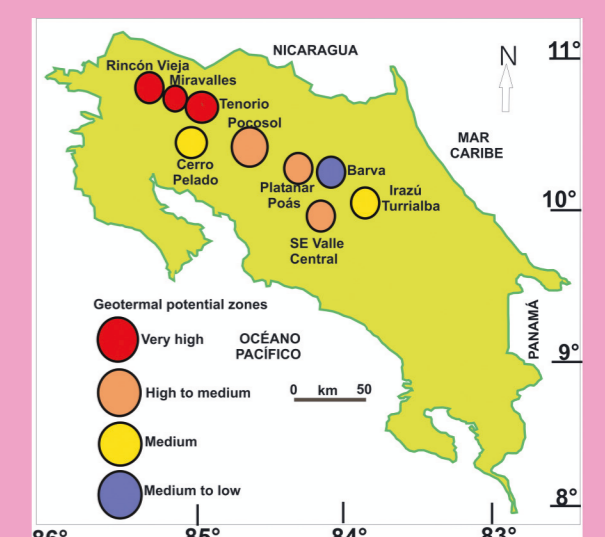 NICARAGUA
N
11°
Rincón Vieja
Miravalles
Tenorio
Pocosol
MAR
CARIBE
Cerro
Pelado
Platanar
Poás
Barva
Irazú
Turrialba
10°
SE Valle
Central
Geotermal potential zones
Very high
OCÉANO
PACÍFICO
PANAMÁ
9°
High to medium
0 km 50
Medium
Medium to low
8°
86°
85°
84°
83°